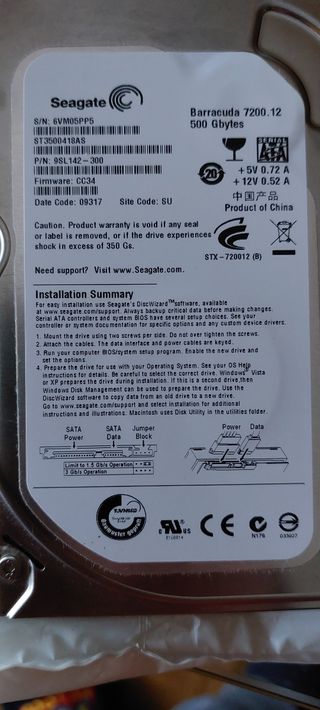 Seagate
Barracuda 7200.12
500 Gbytes
S/N: 6VM05PP5
ST3500418AS
P/N: 9SL142-300
Firmware: CC34
Date Code: 09317 Site Code: SU
SERIAL
SATA
+5V 0.72 A
+12V 0.52 A
中国产品
Product of China
Caution. Product warranty is void if any seal
or label is removed, or if the drive experiences
shock in excess of 350 Gs.
STX-720012 (B)
Need support? Visit www.Seagate.com
Installation Summary
For easy installation use Seagate's DiscWizard™ software, available
at www.seagate.com/support. Always backup critical data before making changes.
Serial ATA controllers and system BIOS have several setup choices. See your
controller or system documentation for specific options and any custom device drivers.
1. Mount the drive using two screws per side. Do not over tighten the screws.
2. Attach the cables. The data interface and power cables are keyed.
3. Run your computer BIOS/system setup program. Enable the new drive and
set the options.
4. Prepare the drive for use with your Operating System. See your OS Help
instructions for details. Be careful to select the correct drive. Windows® Vista
or XP prepares the drive during installation. If this is a second drive, then
Windows Disk Management can be used to prepare the drive. Use the
DiscWizard software to copy data from an old drive to a new drive.
Go to www.seagate.com/support and select installation for additional
instructions and illustrations. Macintosh uses Disk Utility in the utilities folder.
SATA Power
SATA Data
Jumper Block
Power Data
Limit to 1.5 Gb/s Operation
3 Gb/s Operation
TÜVNORD
c UL us
CE
N176